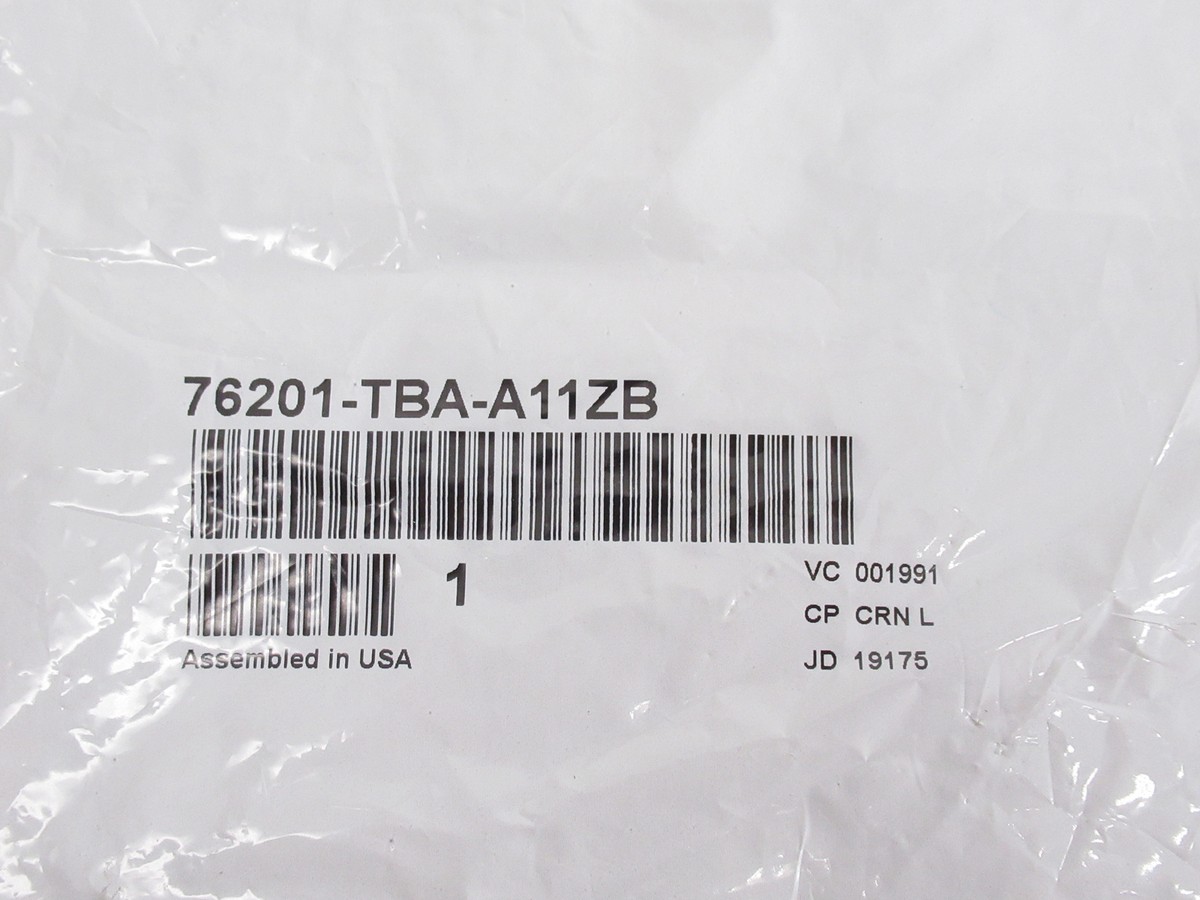 76201-TBA-A11ZB
1
VC 001991
CP CRN L
Assembled in USA
JD 19175